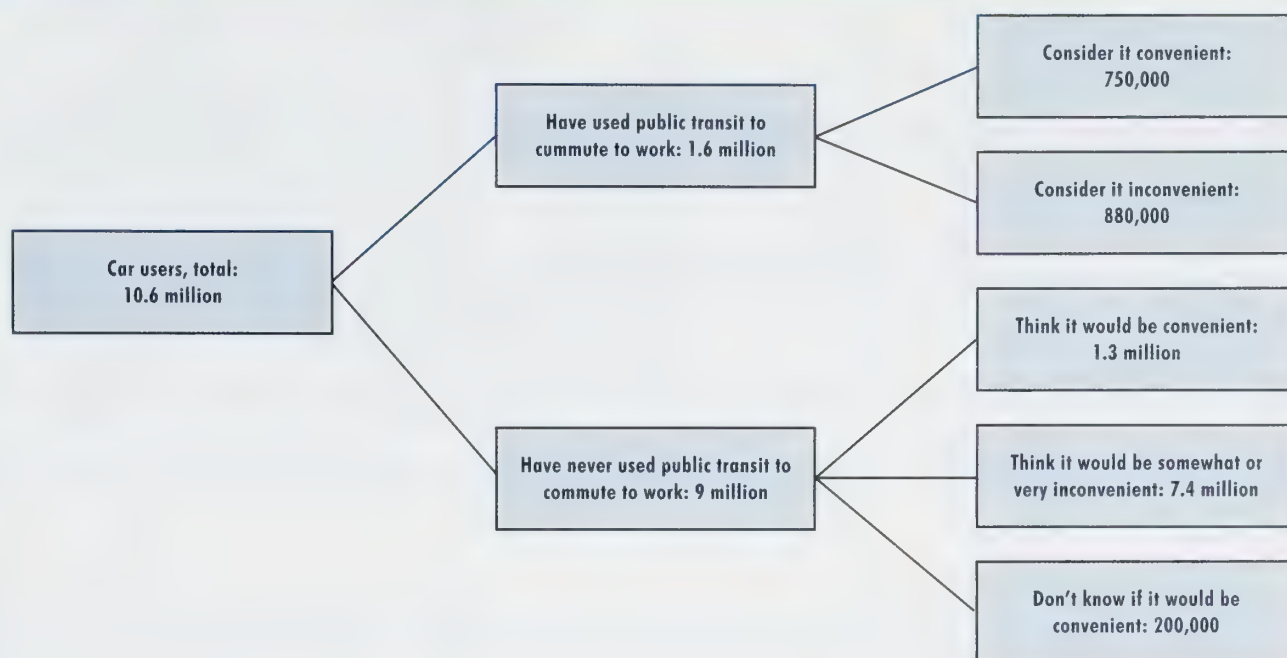 Consider it convenient:
750,000
Have used public transit to
cummute to work: 1.6 million
Consider it inconvenient:
880,000
Car users, total:
10.6 million
Think it would be convenient:
1.3 million
Have never used public transit to
commute to work: 9 million
Think it would be somewhat or
very inconvenient: 7.4 million
Don't know if it would be
convenient: 200,000